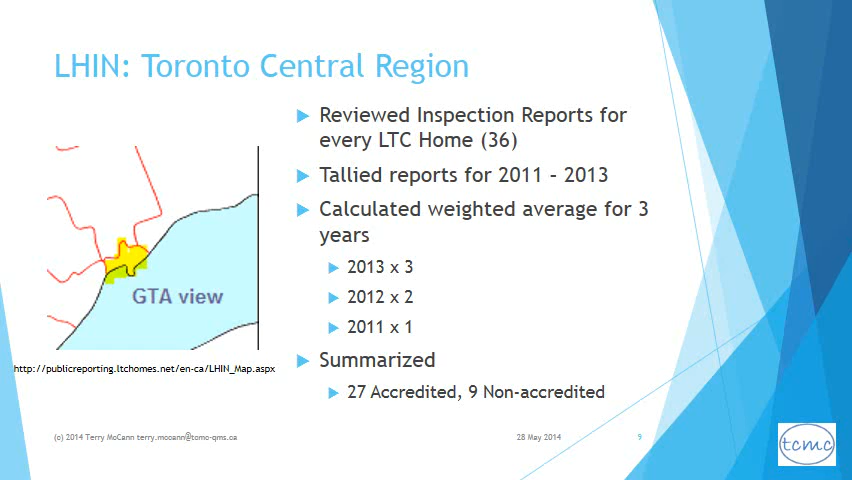 LHIN: Toronto Central Region
Reviewed Inspection Reports for
every LTC Home (36)
Tallied reports for 2011 – 2013
Calculated weighted average for 3
years
2013 x 3
2012 x 2
2011 x 1
Summarized
27 Accredited, 9 Non-accredited
GTA view
http://publicreporting.ltchomes.net/en-ca/LHIN_Map.aspx
(c) 2014 Terry McCann terry.mccann@tcmc-qms.ca
28 May 2014
9
tcmc